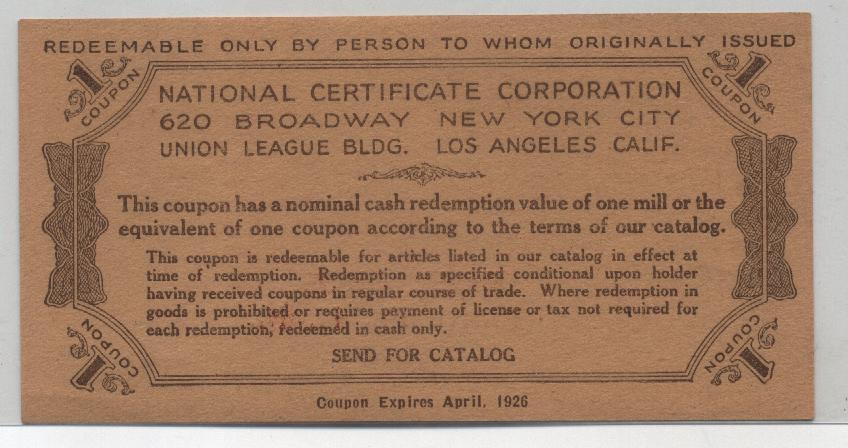 REDEEMABLE ONLY BY PERSON TO WHOM ORIGINALLY ISSUED
1 COUPON
1 COUPON
NATIONAL CERTIFICATE CORPORATION
620 BROADWAY NEW YORK CITY
UNION LEAGUE BLDG. LOS ANGELES CALIF.
This coupon has a nominal cash redemption value of one mill or the
equivalent of one coupon according to the terms of our catalog.
This coupon is redeemable for articles listed in our catalog in effect at
time of redemption. Redemption as specified conditional upon holder
having received coupons in regular course of trade. Where redemption in
goods is prohibited or requires payment of license or tax not required for
each redemption, redeemed in cash only.
SEND FOR CATALOG
COUPON 1
COUPON 1
Coupon Expires April, 1926